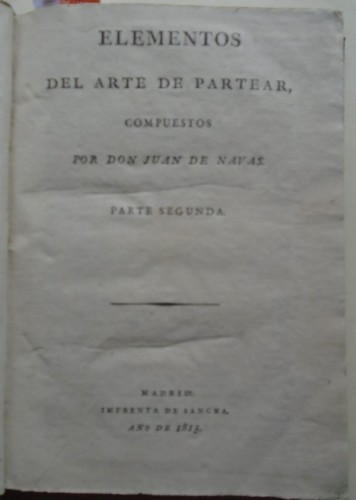 ELEMENTOS
DEL ARTE DE PARTEAR,
COMPUESTOS
POR DON JUAN DE NAVAS.
PARTE SEGUNDA.
MADRID:
IMPRENTA DE SANCHA,
AÑO DE 1815.